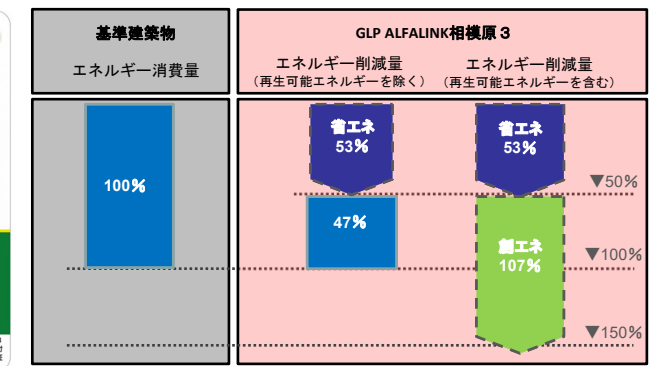 基準建築物
エネルギー消費量
GLP ALFALINK相模原３
エネルギー削減量
（再生可能エネルギーを除く）
エネルギー削減量
（再生可能エネルギーを含む）
100%
省エネ
53%
47%
省エネ
53%
創エネ
107%
▼50%
▼100%
▼150%